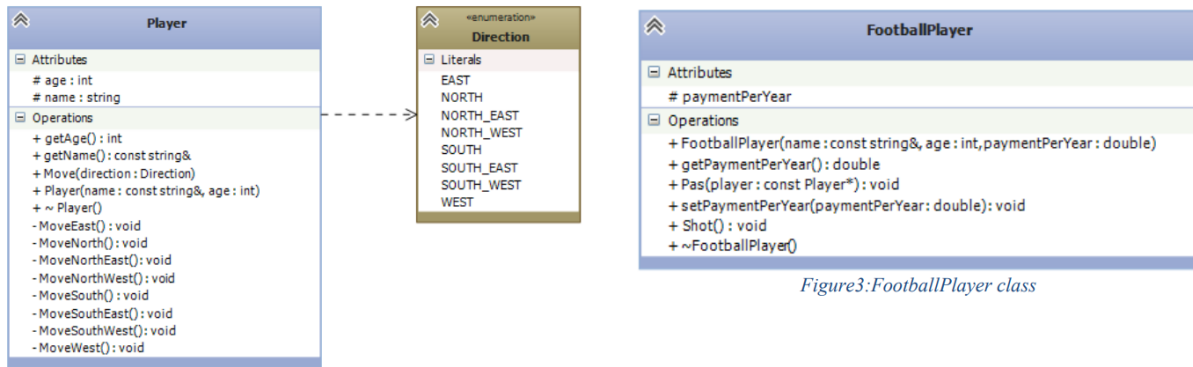 Player
Attributes
# age : int
# name : string
Operations
+ getAge() : int
+ getName() : const string&
+ Move(direction : Direction)
+ Player(name : const string&, age : int)
+ ~ Player()
- MoveEast() : void
- MoveNorth() : void
- MoveNorthEast() : void
- MoveNorthWest() : void
- MoveSouth() : void
- MoveSouthEast() : void
- MoveSouthWest() : void
- MoveWest() : void
«enumeration»
Direction
Literals
EAST
NORTH
NORTH_EAST
NORTH_WEST
SOUTH
SOUTH_EAST
SOUTH_WEST
WEST
FootballPlayer
Attributes
# paymentPerYear
Operations
+ FootballPlayer(name : const string&, age : int, paymentPerYear : double)
+ getPaymentPerYear() : double
+ Pas(player : const Player*) : void
+ setPaymentPerYear(paymentPerYear: double) : void
+ Shot() : void
+ ~FootballPlayer()
Figure3:FootballPlayer class